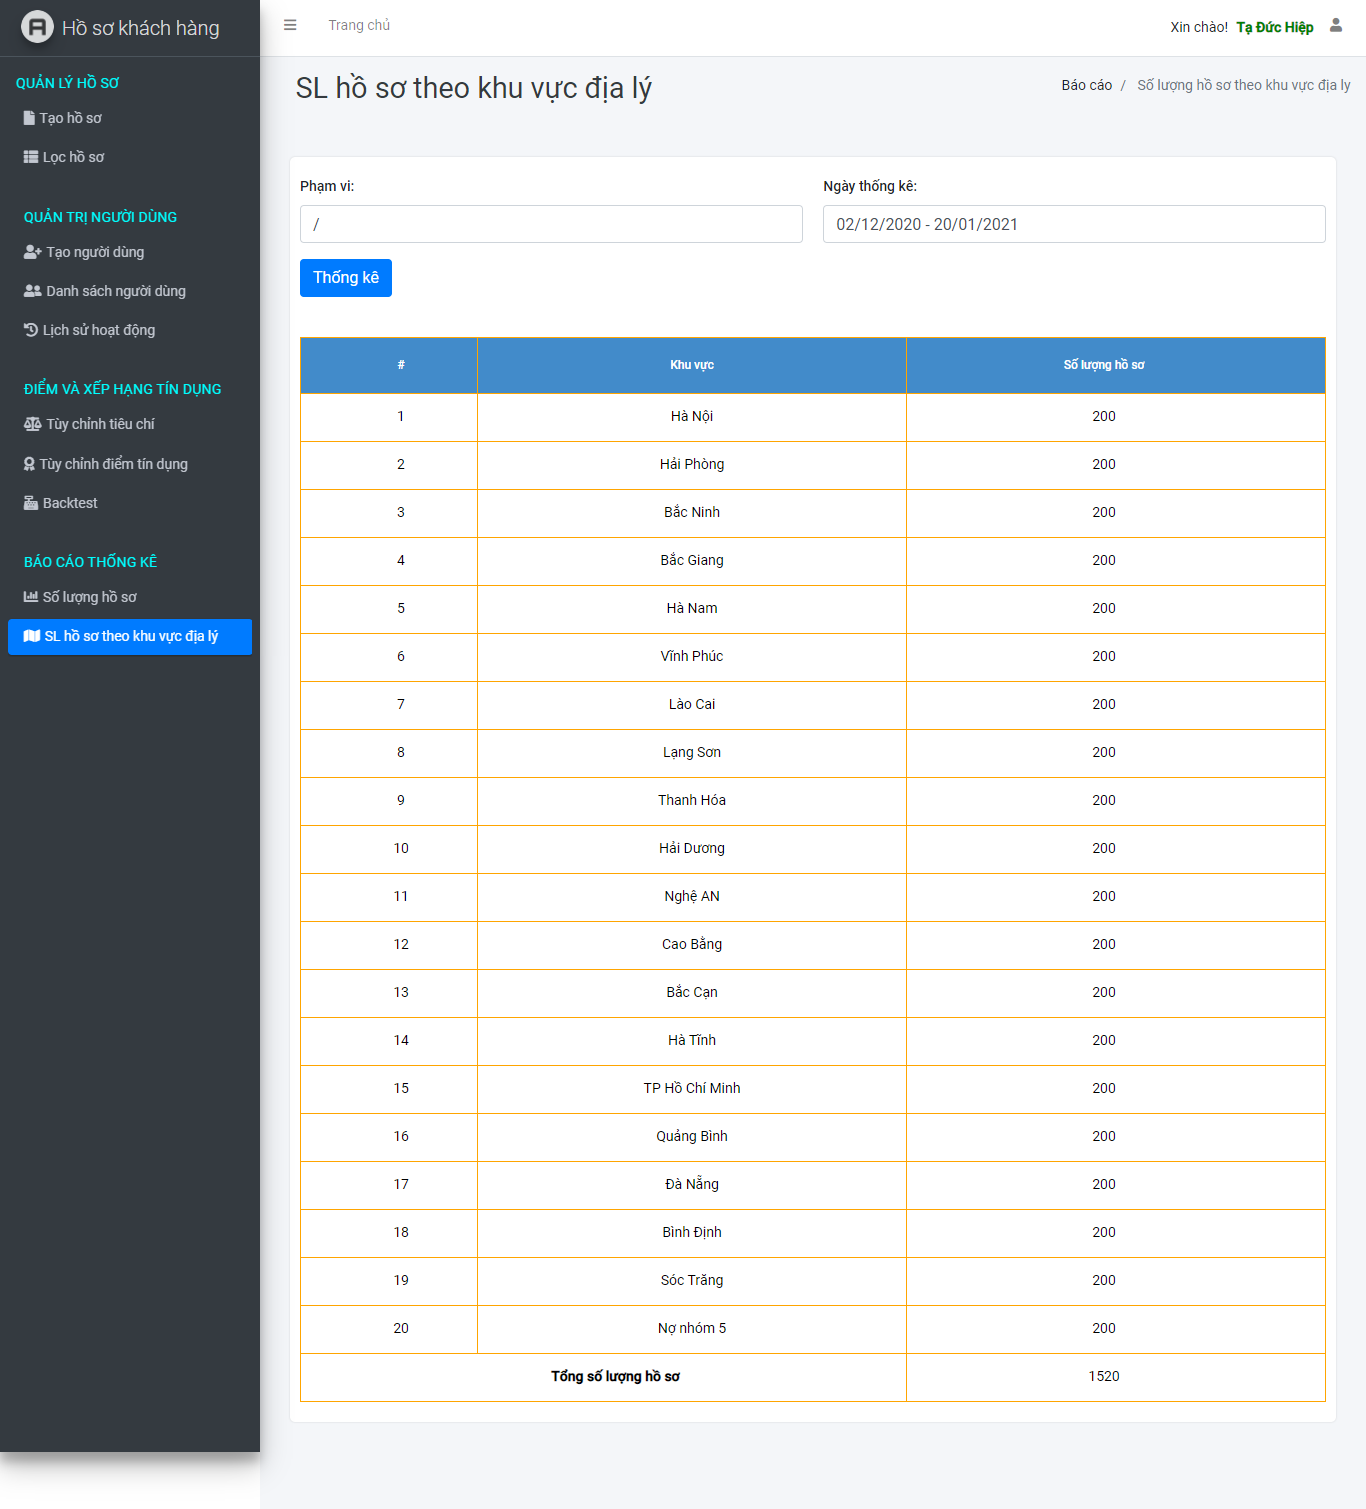 Hồ sơ khách hàng
Trang chủ
Xin chào! Tạ Đức Hiệp
QUẢN LÝ HỒ SƠ
Tạo hồ sơ
Lọc hồ sơ
QUẢN TRỊ NGƯỜI DÙNG
Tạo người dùng
Danh sách người dùng
Lịch sử hoạt động
ĐIỂM VÀ XẾP HẠNG TÍN DỤNG
Tùy chỉnh tiêu chí
Tùy chỉnh điểm tín dụng
Backtest
BÁO CÁO THỐNG KÊ
Số lượng hồ sơ
SL hồ sơ theo khu vực địa lý
SL hồ sơ theo khu vực địa lý
Báo cáo / Số lượng hồ sơ theo khu vực địa ly
Phạm vi:
/
Ngày thống kê:
02/12/2020 - 20/01/2021
Thống kê
# Khu vực Số lượng hồ sơ
1 Hà Nội 200
2 Hải Phòng 200
3 Bắc Ninh 200
4 Bắc Giang 200
5 Hà Nam 200
6 Vĩnh Phúc 200
7 Lào Cai 200
8 Lạng Sơn 200
9 Thanh Hóa 200
10 Hải Dương 200
11 Nghệ AN 200
12 Cao Bằng 200
13 Bắc Cạn 200
14 Hà Tĩnh 200
15 TP Hồ Chí Minh 200
16 Quảng Bình 200
17 Đà Nẵng 200
18 Bình Định 200
19 Sóc Trăng 200
20 Nợ nhóm 5 200
Tổng số lượng hồ sơ 1520